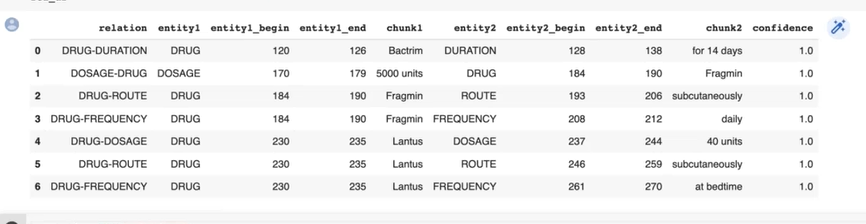 relation entity1 entity1_begin entity1_end chunk1 entity2 entity2_begin entity2_end chunk2 confidence
0 DRUG-DURATION DRUG 120 126 Bactrim DURATION 128 138 for 14 days 1.0
1 DOSAGE-DRUG DOSAGE 170 179 5000 units DRUG 184 190 Fragmin 1.0
2 DRUG-ROUTE DRUG 184 190 Fragmin ROUTE 193 206 subcutaneously 1.0
3 DRUG-FREQUENCY DRUG 184 190 Fragmin FREQUENCY 208 212 daily 1.0
4 DRUG-DOSAGE DRUG 230 235 Lantus DOSAGE 237 244 40 units 1.0
5 DRUG-ROUTE DRUG 230 235 Lantus ROUTE 246 259 subcutaneously 1.0
6 DRUG-FREQUENCY DRUG 230 235 Lantus FREQUENCY 261 270 at bedtime 1.0